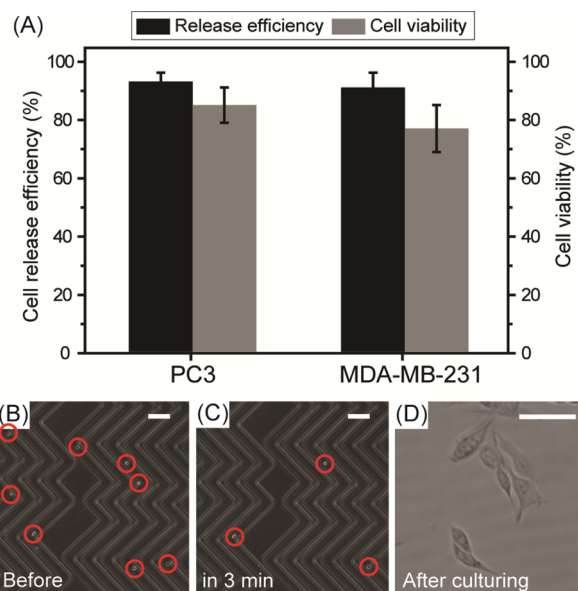 (A)
Release efficiency Cell viability
Cell release efficiency (%)
100
80
60
40
20
0
100
80
60
40
20
0
Cell viability (%)
PC3 MDA-MB-231
(B) (C) (D)
Before in 3 min After culturing